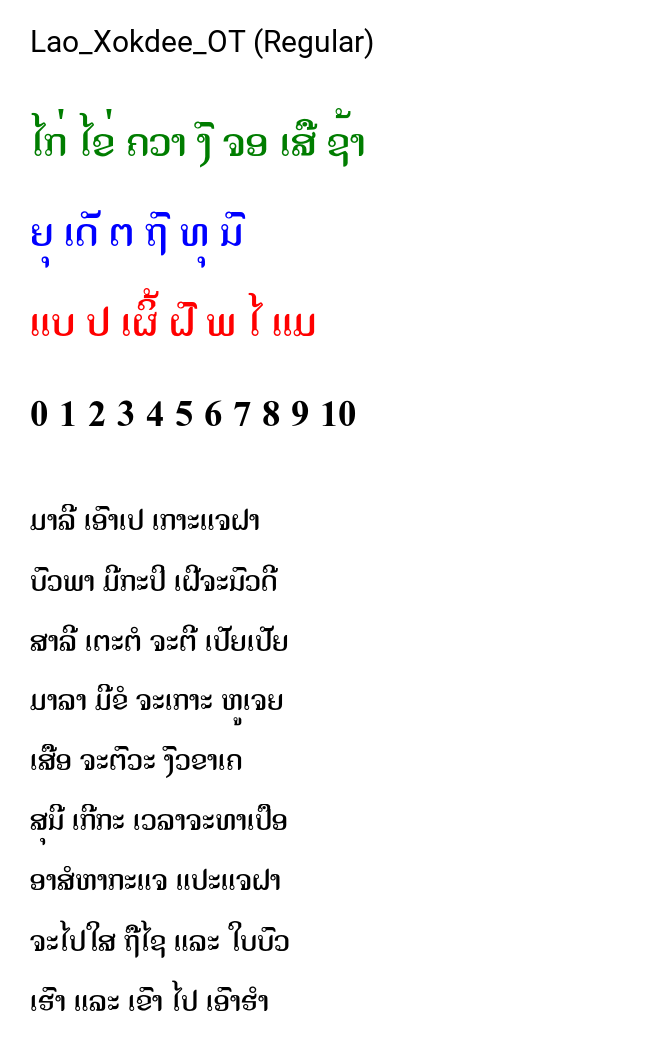 Lao_Xokdee_OT (Regular)
ໄກ່ ໄຂ່ ຄວາ ງົ ຈອ ເສື ຊ້າ
ຍຸ ເດັ ຕ ຖົ ທຸ ນົ
ແບ ປ ເຜິ້ ຝົ ພ ໄ ແມ
0 1 2 3 4 5 6 7 8 9 10
ມາລີ ເອົາເປ ເກາະແຈຝາ
ບົວພາ ມີກະປິ ເຝີຈະມົວດີ
ສາລີ ເຕະຕໍ ຈະຕີ ເປັຍເປັຍ
ມາລາ ມີຂໍ ຈະເກາະ ຫູເຈຍ
ເສືອ ຈະຕົວະ ງົວຂາເຄ
ສຸນີ ເກີກະ ເວລາຈະທາເປືອ
ອາສໍຫາກະແຈ ແປະແຈຝາ
ຈະໄປໃສ ຖືໄຊ ແລະ ໃບບົວ
ເຮົາ ແລະ ເຂົາ ໄປ ເອົາຮໍາ